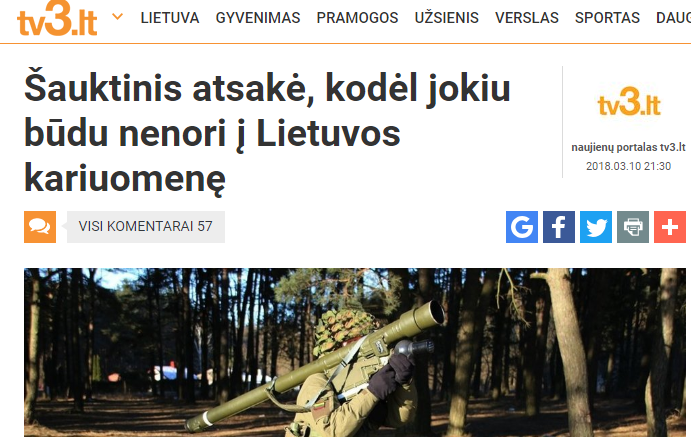 tv3.lt
LIETUVA GYVENIMAS PRAMOGOS UŽSIENIS VERSLAS SPORTAS DAUG
Šauktinis atsakė, kodėl jokiu
būdu nenori į Lietuvos
kariuomenę
tv3.lt
naujienų portalas tv3.lt
2018.03.10 21:30
VISI KOMENTARAI 57